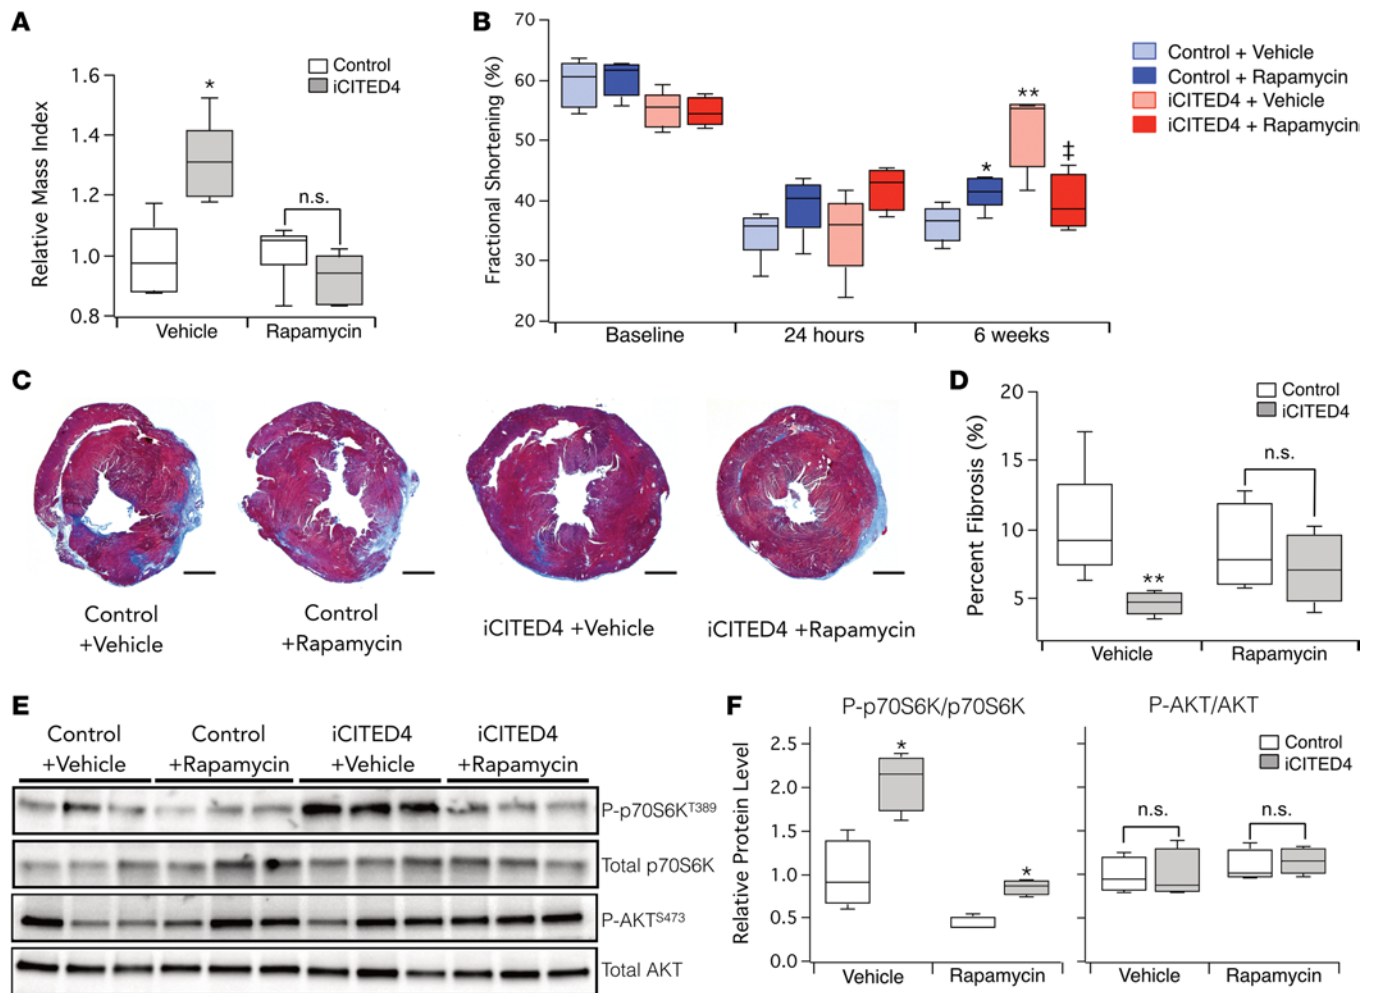 A
Control
iCITED4
Relative Mass Index
1.6
1.4
1.2
1.0
0.8
*
n.s.
Vehicle
Rapamycin
B
Fractional Shortening (%)
70
60
50
40
30
20
**
*
‡
Baseline
24 hours
6 weeks
Control + Vehicle
Control + Rapamycin
iCITED4 + Vehicle
iCITED4 + Rapamycin
C
Control
+Vehicle
Control
+Rapamycin
iCITED4 +Vehicle
iCITED4 +Rapamycin
D
Control
iCITED4
Percent Fibrosis (%)
20
15
10
5
**
n.s.
Vehicle
Rapamycin
E
Control
+Vehicle
Control
+Rapamycin
iCITED4
+Vehicle
iCITED4
+Rapamycin
P-p70S6K^T389
Total p70S6K
P-AKT^S473
Total AKT
F
P-p70S6K/p70S6K
Relative Protein Level
2.5
2.0
1.5
1.0
0.5
0.0
*
*
Vehicle
Rapamycin
P-AKT/AKT
Control
iCITED4
n.s.
n.s.
Vehicle
Rapamycin